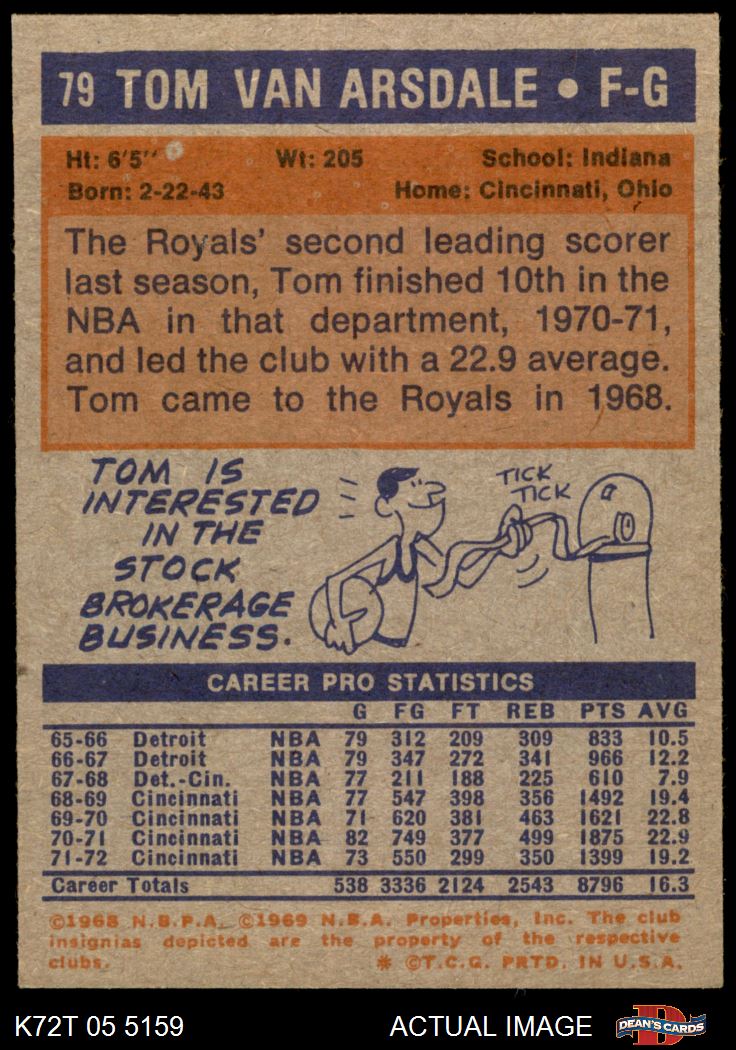 79 TOM VAN ARSDALE • F-G
Ht: 6'5" Wt: 205 School: Indiana
Born: 2-22-43 Home: Cincinnati, Ohio
The Royals' second leading scorer
last season, Tom finished 10th in the
NBA in that department, 1970-71,
and led the club with a 22.9 average.
Tom came to the Royals in 1968.
TOM IS
INTERESTED
IN THE
STOCK
BROKERAGE
BUSINESS.
TICK
TICK
CAREER PRO STATISTICS
G FG FT REB PTS AVG
65-66 Detroit NBA 79 312 209 309 833 10.5
66-67 Detroit NBA 79 347 272 341 966 12.2
67-68 Det.-Cin. NBA 77 211 188 225 610 7.9
68-69 Cincinnati NBA 77 547 398 356 1492 19.4
69-70 Cincinnati NBA 71 620 381 463 1621 22.8
70-71 Cincinnati NBA 82 749 377 499 1875 22.9
71-72 Cincinnati NBA 73 550 299 350 1399 19.2
Career Totals 538 3336 2124 2543 8796 16.3
©1968 N.B.P.A. ©1969 N.B.A. Properties, Inc. The club
insignias depicted are the property of the respective
clubs. * ©T.C.G. PRTD. IN U.S.A.
K72T 05 5159 ACTUAL IMAGE DEAN'S CARDS